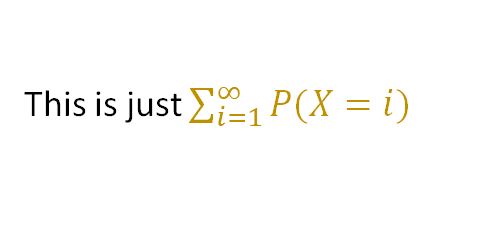 This is just ∑_{i=1}^{∞} P(X = i)